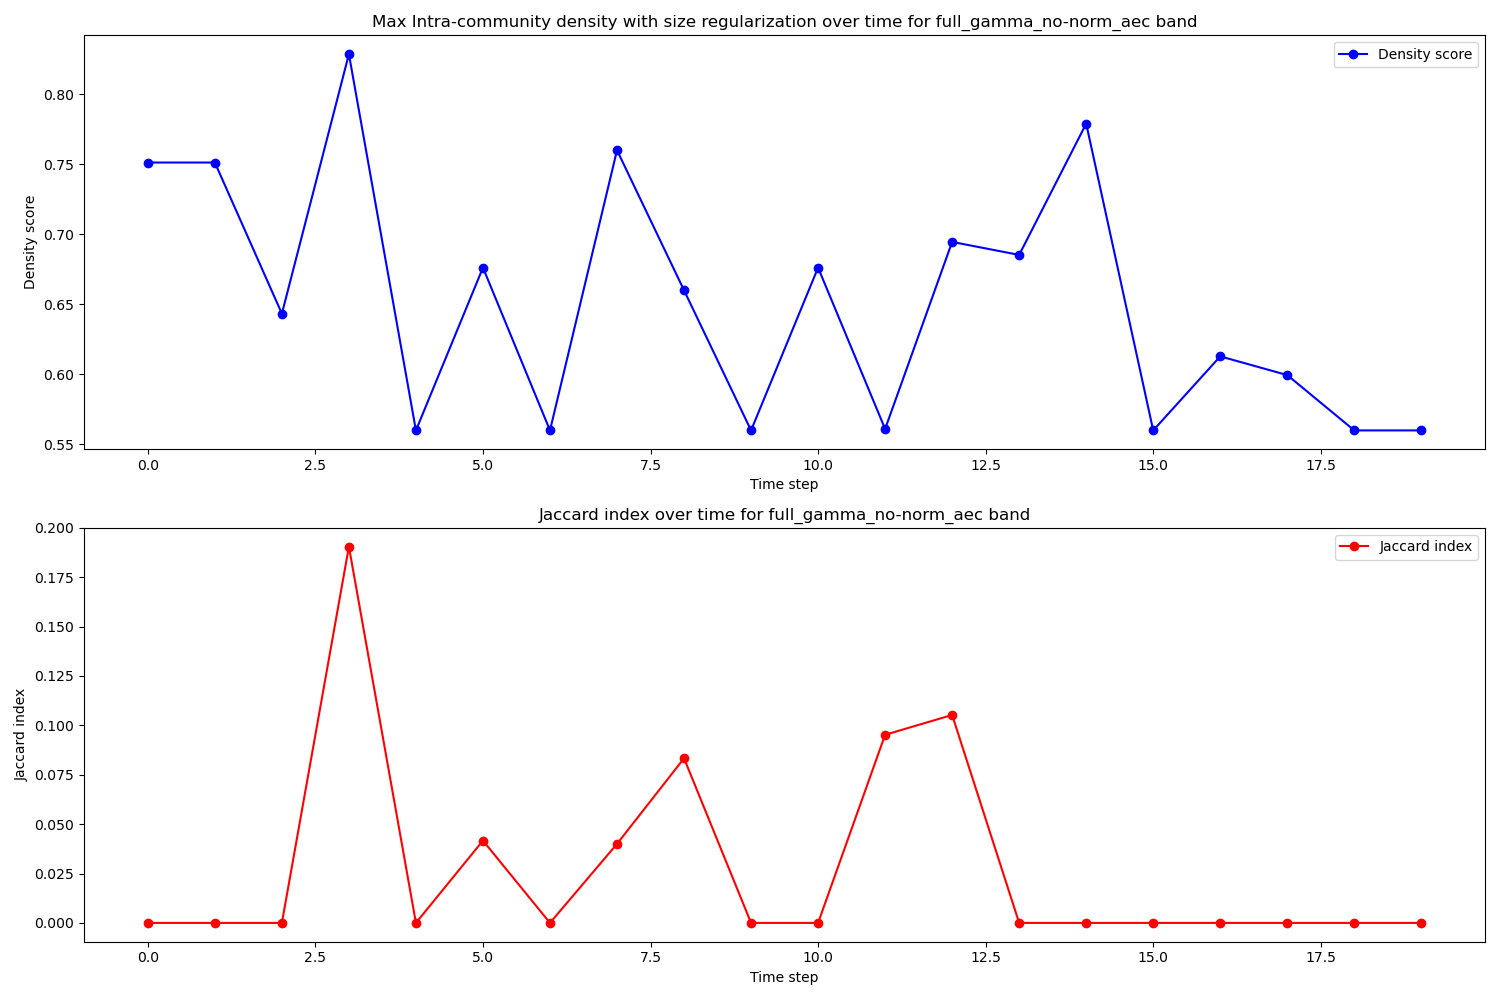 Max Intra-community density with size regularization over time for full_gamma_no-norm_aec band
Density score
0.80
0.75
0.70
0.65
0.60
0.55
Density score
0.0 2.5 5.0 7.5 10.0 12.5 15.0 17.5
Time step
Jaccard index over time for full_gamma_no-norm_aec band
Jaccard index
0.200
0.175
0.150
0.125
0.100
0.075
0.050
0.025
0.000
Jaccard index
0.0 2.5 5.0 7.5 10.0 12.5 15.0 17.5
Time step